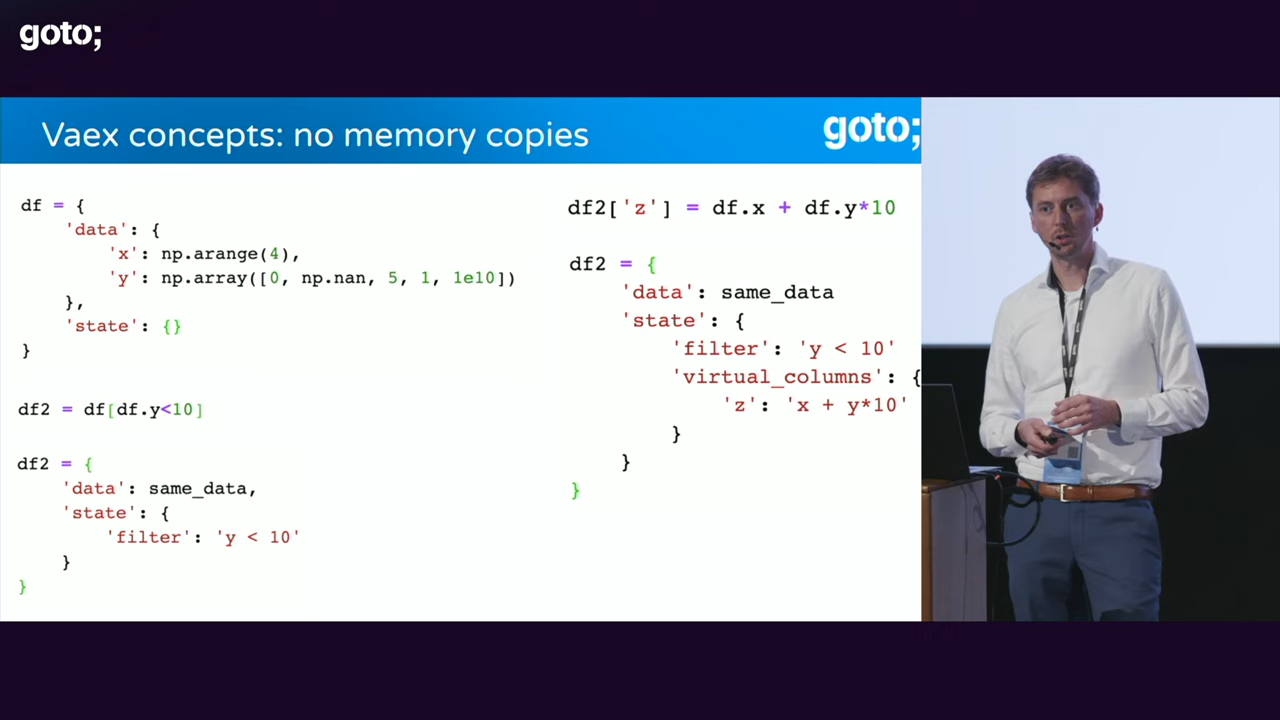 goto;
Vaex concepts: no memory copies
goto;
df = {
'data': {
'x': np.arange(4),
'y': np.array([0, np.nan, 5, 1, 1e10])
},
'state': {}
}
df2 = df[df.y<10]
df2 = {
'data': same_data,
'state': {
'filter': 'y < 10'
}
}
df2['z'] = df.x + df.y*10
df2 = {
'data': same_data
'state': {
'filter': 'y < 10'
'virtual_columns': {
'z': 'x + y*10'
}
}
}